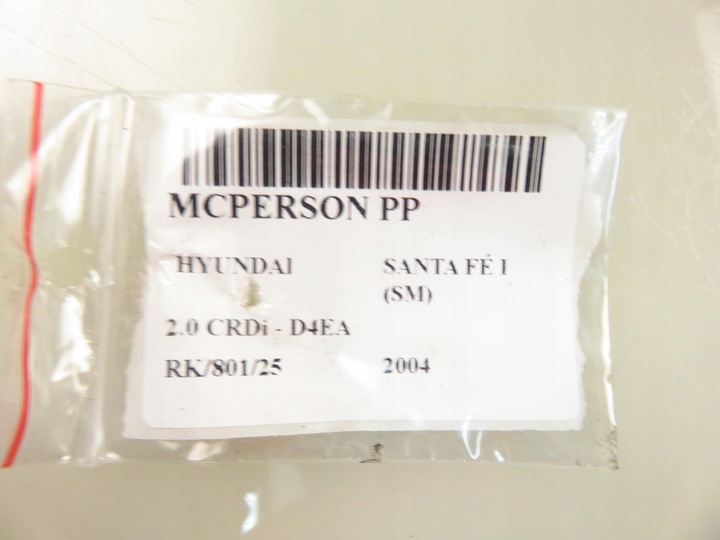 MCPERSON PP
HYUNDAI SANTA FÉ I
(SM)
2.0 CRDi - D4EA
RK/801/25 2004